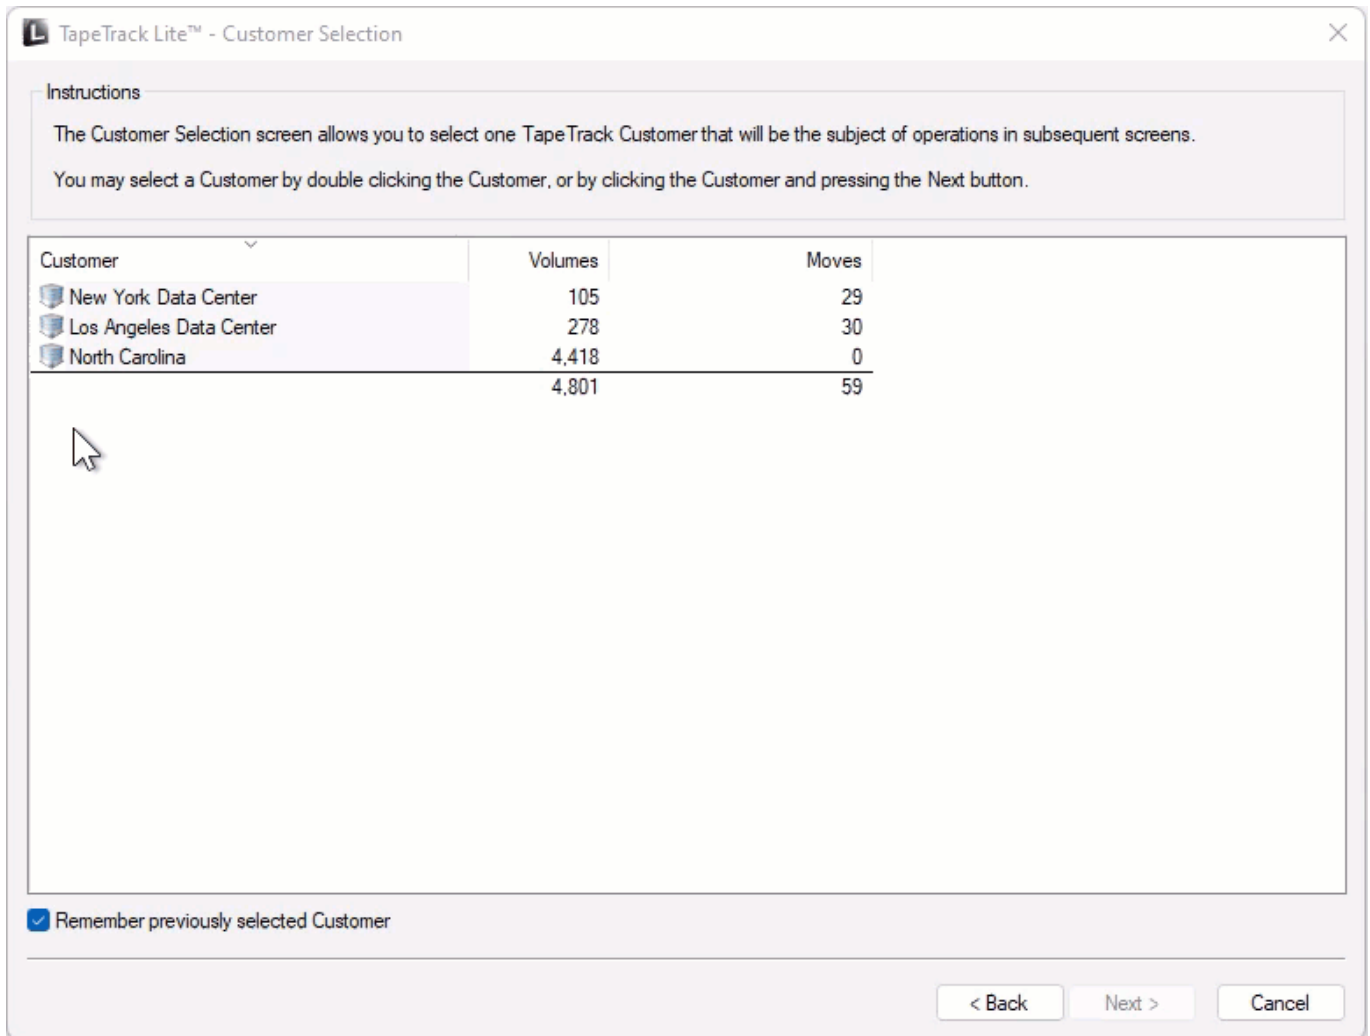 L TapeTrack Lite™ - Customer Selection
Instructions
The Customer Selection screen allows you to select one TapeTrack Customer that will be the subject of operations in subsequent screens.
You may select a Customer by double clicking the Customer, or by clicking the Customer and pressing the Next button.
Customer Volumes Moves
New York Data Center 105 29
Los Angeles Data Center 278 30
North Carolina 4,418 0
4,801 59
Remember previously selected Customer
< Back Next > Cancel